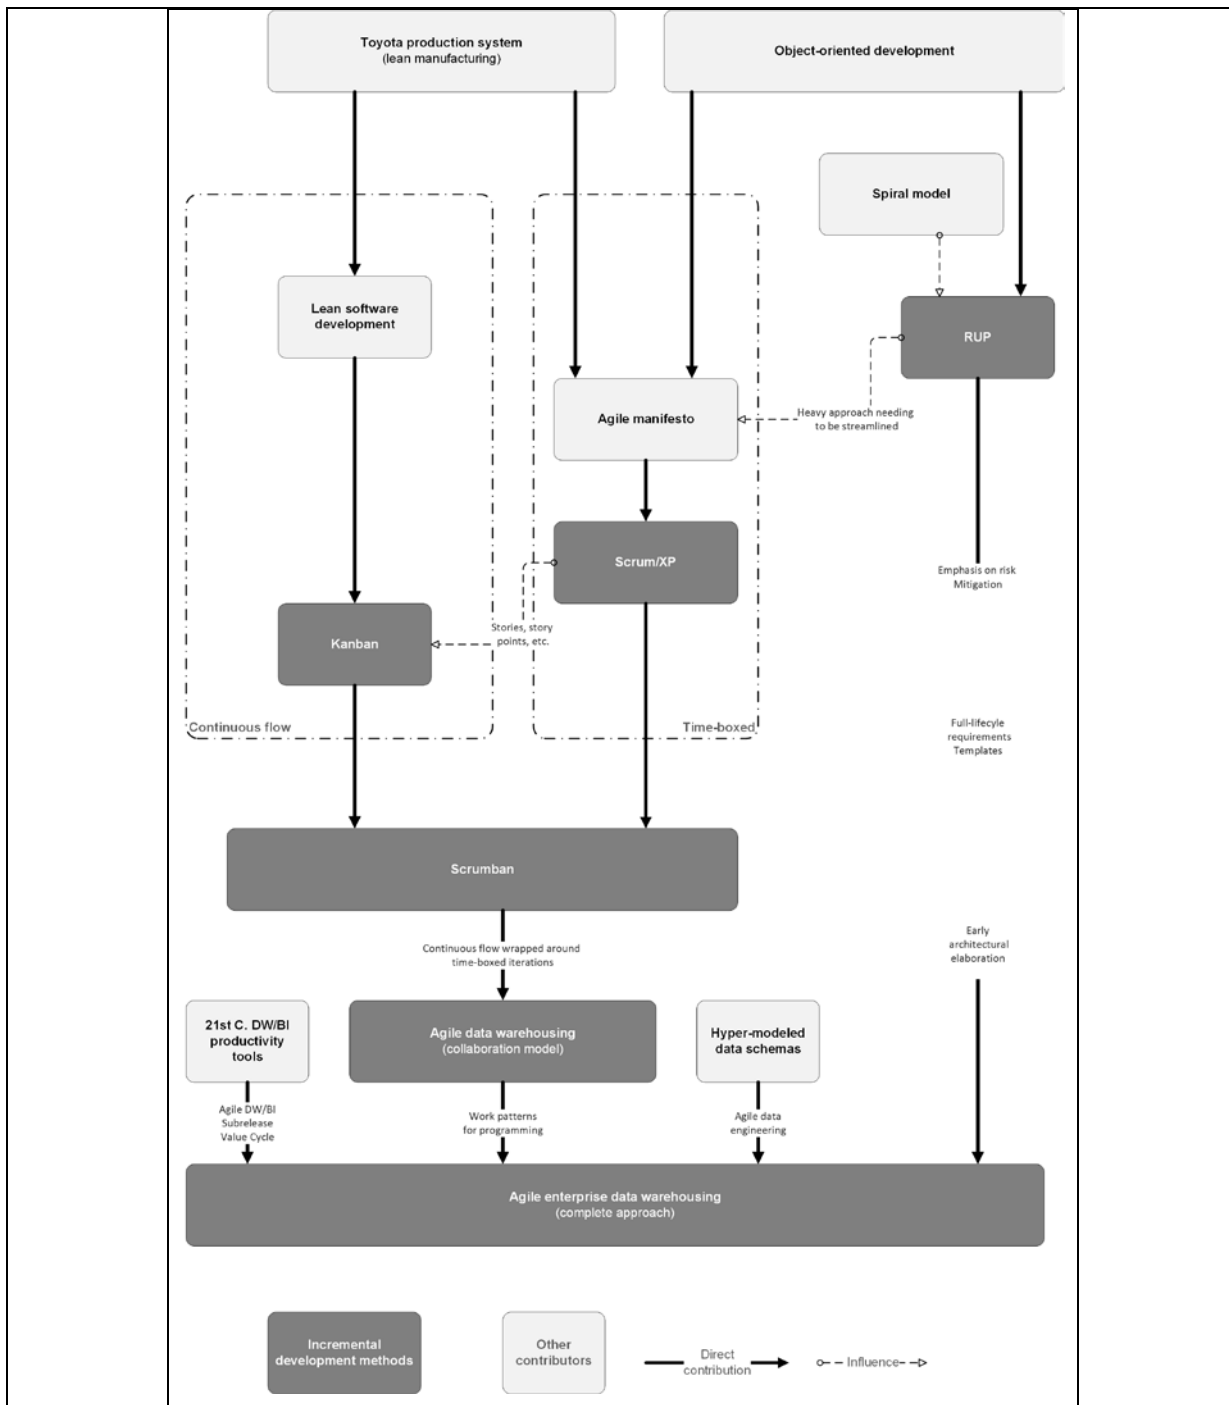 Toyota production system
(lean manufacturing)
Object-oriented development
Spiral model
Lean software
development
RUP
Agile manifesto
Heavy approach needing
to be streamlined
Scrum/XP
Emphasis on risk
Mitigation
Stories, story
points, etc.
Kanban
Continuous flow
Time-boxed
Full-lifecyle
requirements
Templates
Scrumban
Continuous flow wrapped around
time-boxed iterations
Early
architectural
elaboration
21st C. DW/BI
productivity
tools
Agile data warehousing
(collaboration model)
Hyper-modeled
data schemas
Agile DW/BI
Subrelease
Value Cycle
Work patterns
for programming
Agile data
engineering
Agile enterprise data warehousing
(complete approach)
Incremental
development methods
Other
contributors
Direct
contribution
Influence